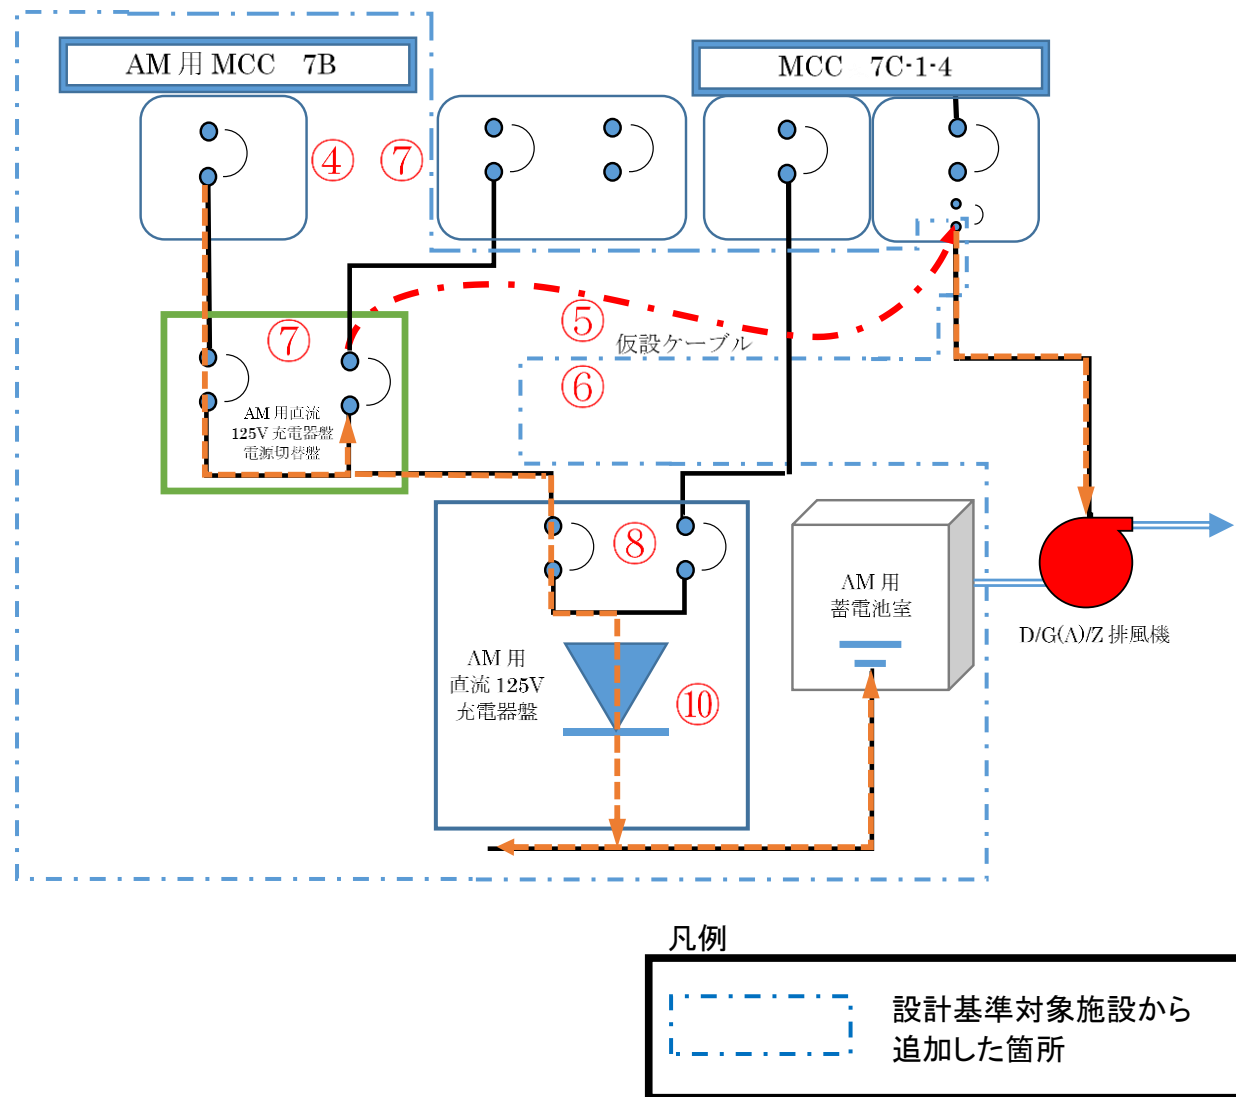 AM 用 MCC 7B
MCC 7C-1-4
④
⑦
⑤
仮設ケーブル
⑦
⑥
AM 用直流
125V 充電器盤
電源切替盤
⑧
AM 用
蓄電池室
D/G(A)/Z 排風機
AM 用
直流 125V
充電器盤
⑩
凡例
設計基準対象施設から
追加した箇所